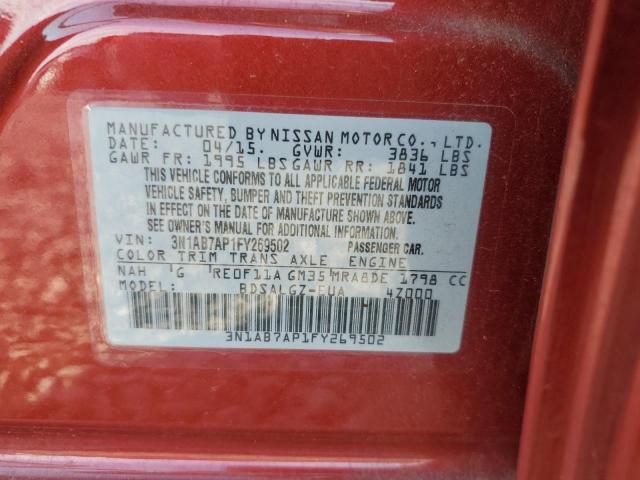 MANUFACTURED BY NISSAN MOTOR CO., LTD.
DATE: 04/15. GVWR: 3836 LBS
GAWR FR: 1995 LBS GAWR RR: 1841 LBS
THIS VEHICLE CONFORMS TO ALL APPLICABLE FEDERAL MOTOR
VEHICLE SAFETY, BUMPER AND THEFT PREVENTION STANDARDS
IN EFFECT ON THE DATE OF MANUFACTURE SHOWN ABOVE.
SEE OWNER'S MANUAL FOR ADDITIONAL INFORMATION.
VIN: 3N1AB7AP1FY269502 PASSENGER CAR.
COLOR TRIM TRANS AXLE ENGINE
NAH G RE0F11A GM35 MRA8DE 1798 CC
MODEL: BDSALGZ-EUA 4Z000
3N1AB7AP1FY269502